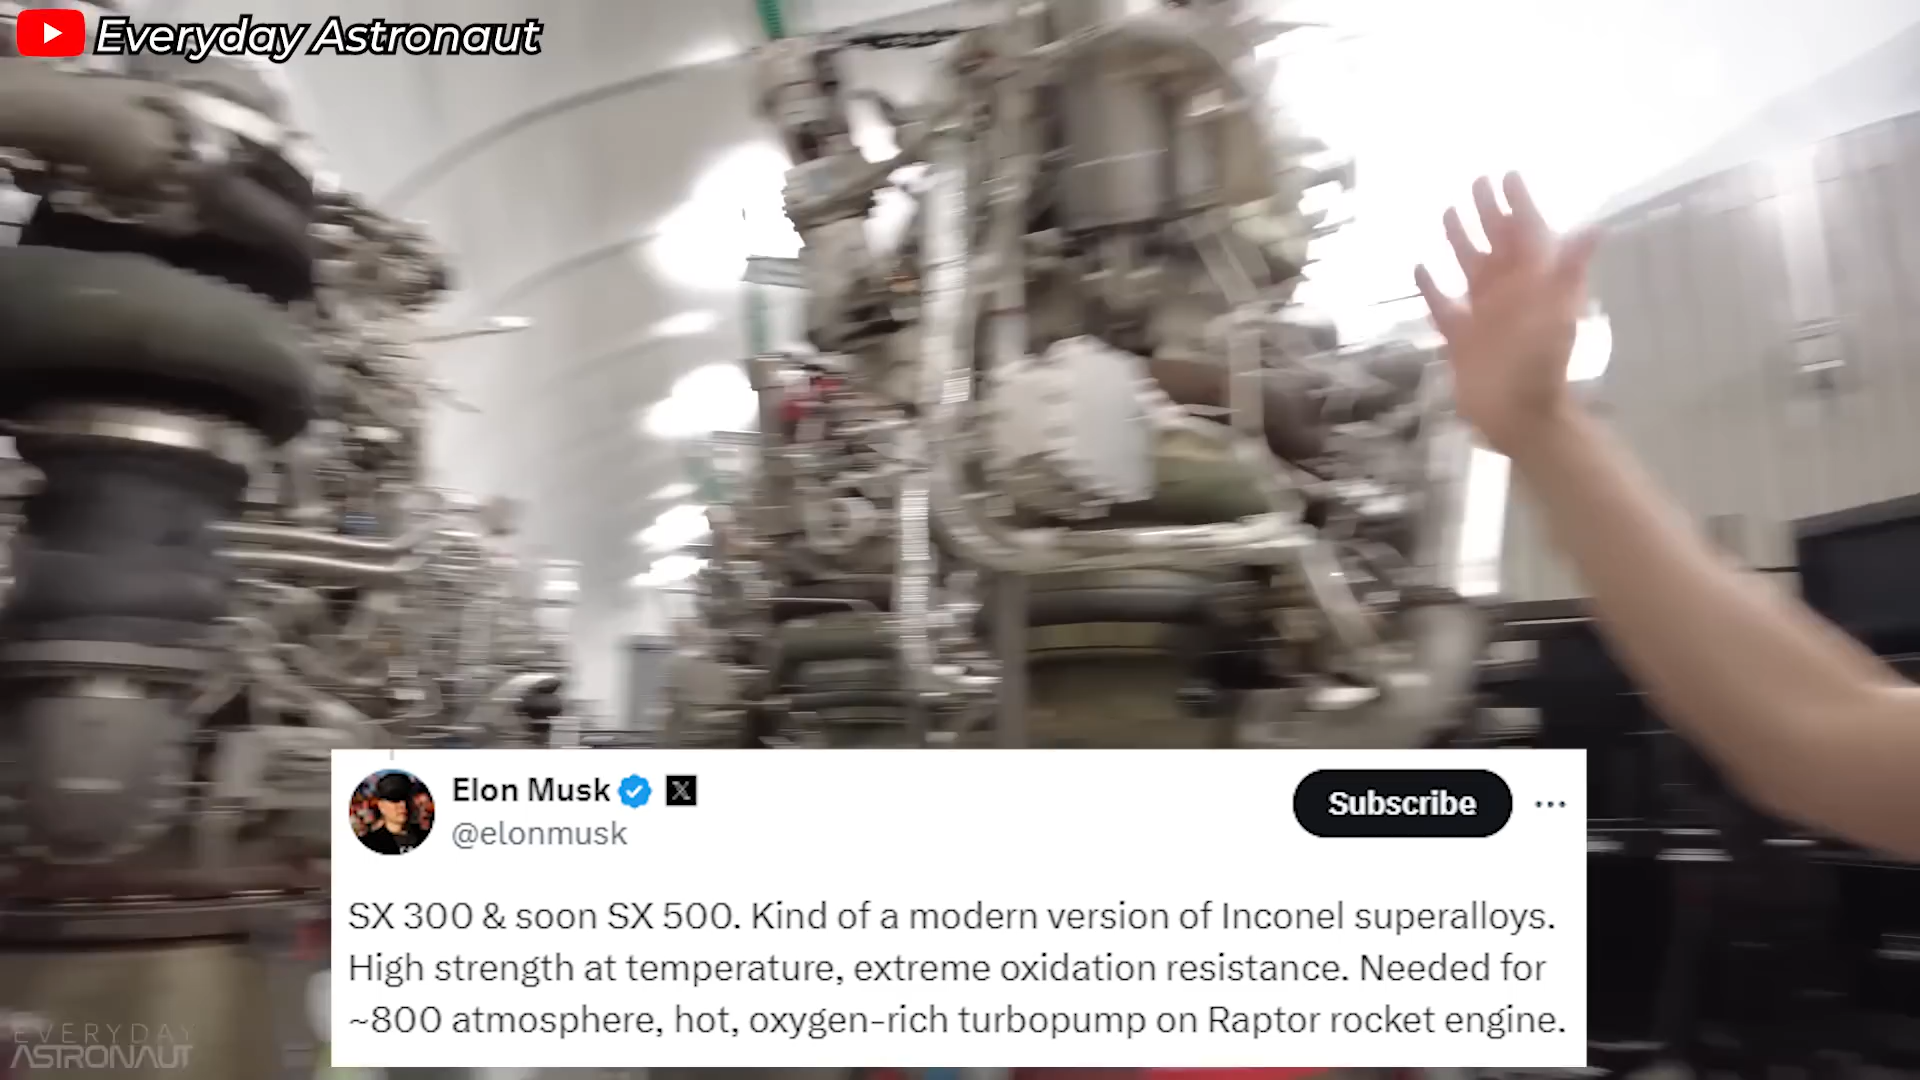 Everyday Astronaut
Elon Musk
@elonmusk
Subscribe
SX 300 & soon SX 500. Kind of a modern version of Inconel superalloys.
High strength at temperature, extreme oxidation resistance. Needed for
~800 atmosphere, hot, oxygen-rich turbopump on Raptor rocket engine.
EVERYDAY
ASTRONAUT